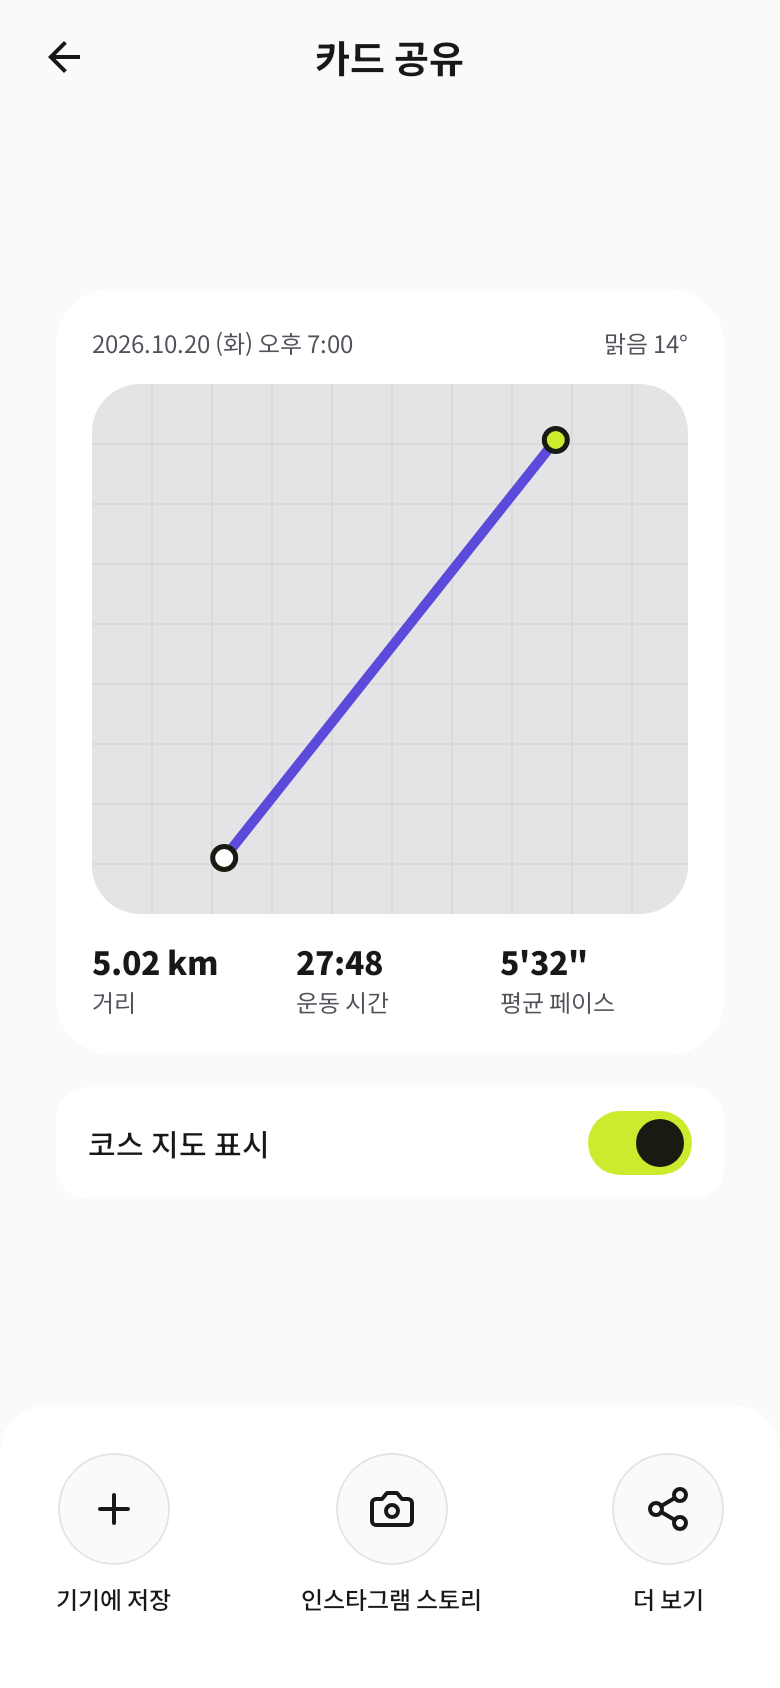 카드 공유
2026.10.20 (화) 오후 7:00
맑음 14°
5.02 km
27:48
5'32"
거리
운동 시간
평균 페이스
코스 지도 표시
기기에 저장
인스타그램 스토리
더 보기